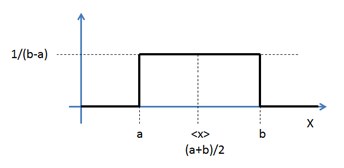 1/(b-a)
a <x> b
X
(a+b)/2